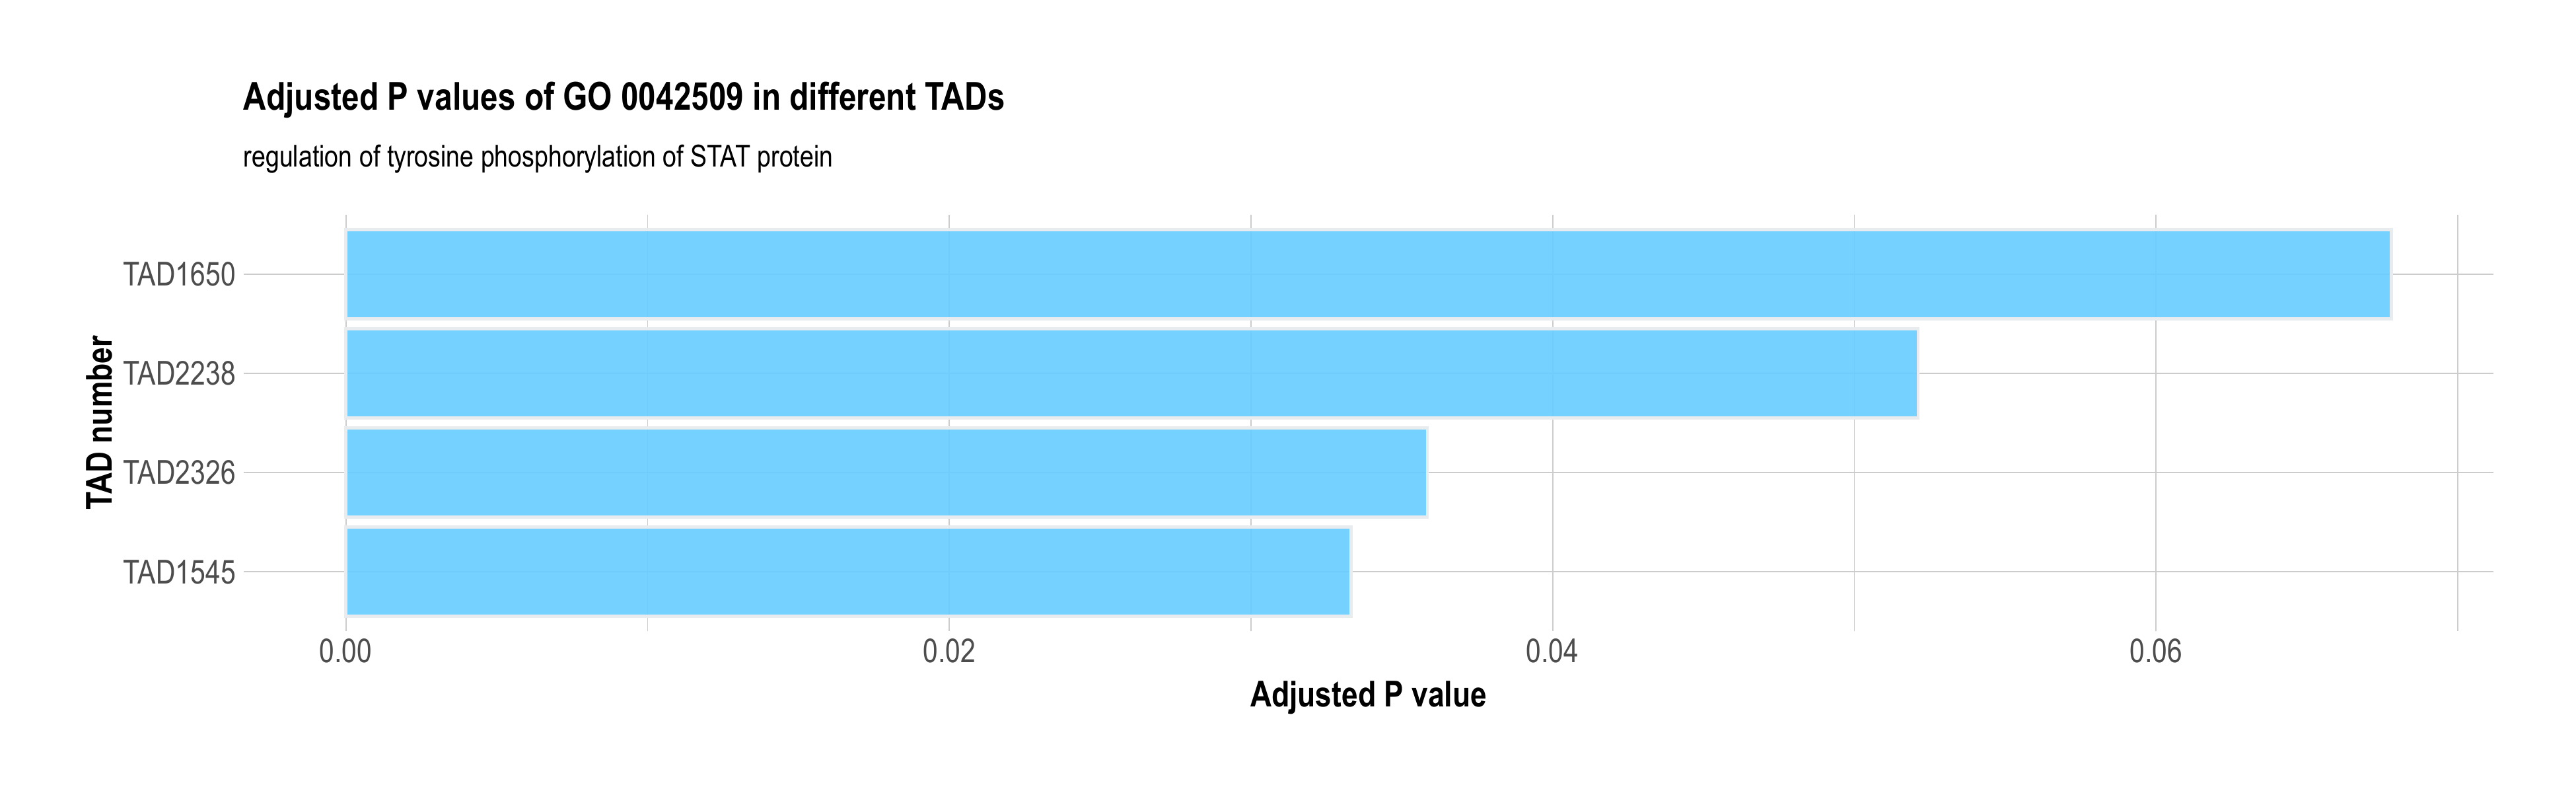 Adjusted P values of GO 0042509 in different TADs
regulation of tyrosine phosphorylation of STAT protein
TAD number
TAD1650
TAD2238
TAD2326
TAD1545
0.00 0.02 0.04 0.06
Adjusted P value